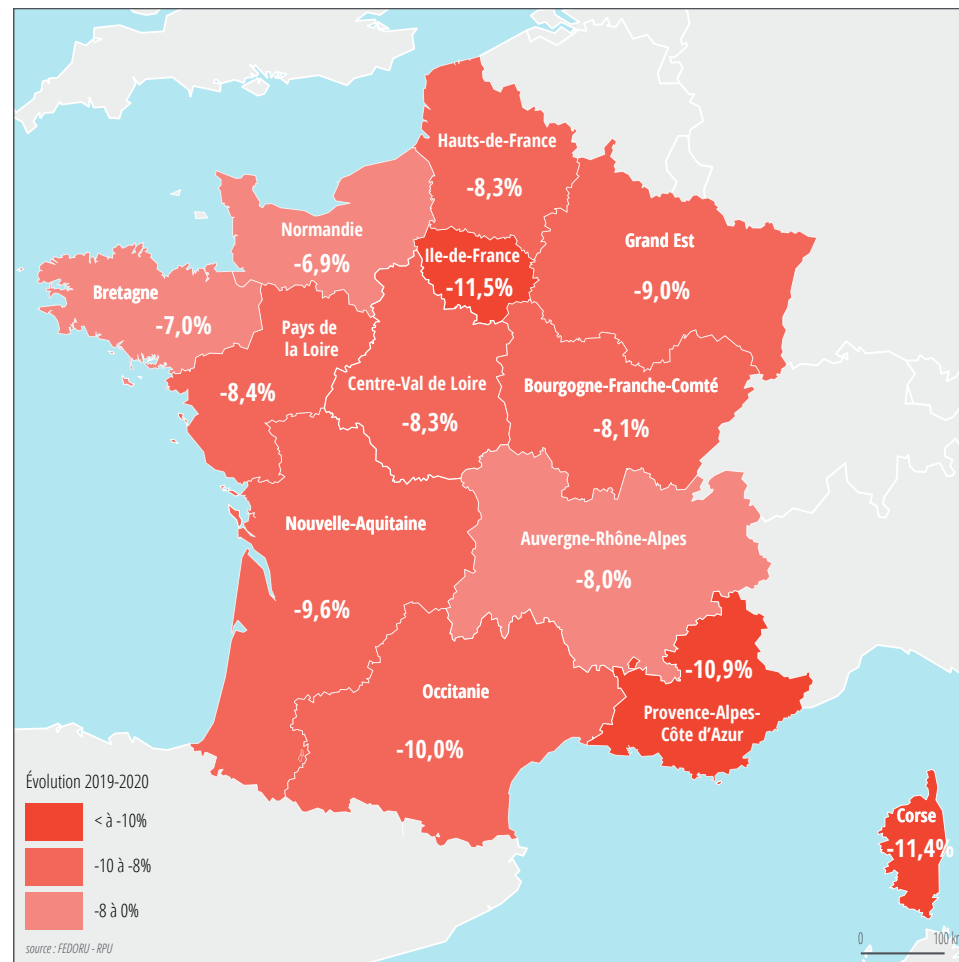 Hauts-de-France
-8,3%
Normandie
-6,9%
Ile-de-France
-11,5%
Grand Est
-9,0%
Bretagne
-7,0%
Pays de
la Loire
-8,4%
Centre-Val de Loire
-8,3%
Bourgogne-Franche-Comté
-8,1%
Nouvelle-Aquitaine
-9,6%
Auvergne-Rhône-Alpes
-8,0%
Occitanie
-10,0%
-10,9%
Provence-Alpes-
Côte d'Azur
Corse
-11,4%
Évolution 2019-2020
< à -10%
-10 à -8%
-8 à 0%
source : FEDORU - RPU
0 100 km